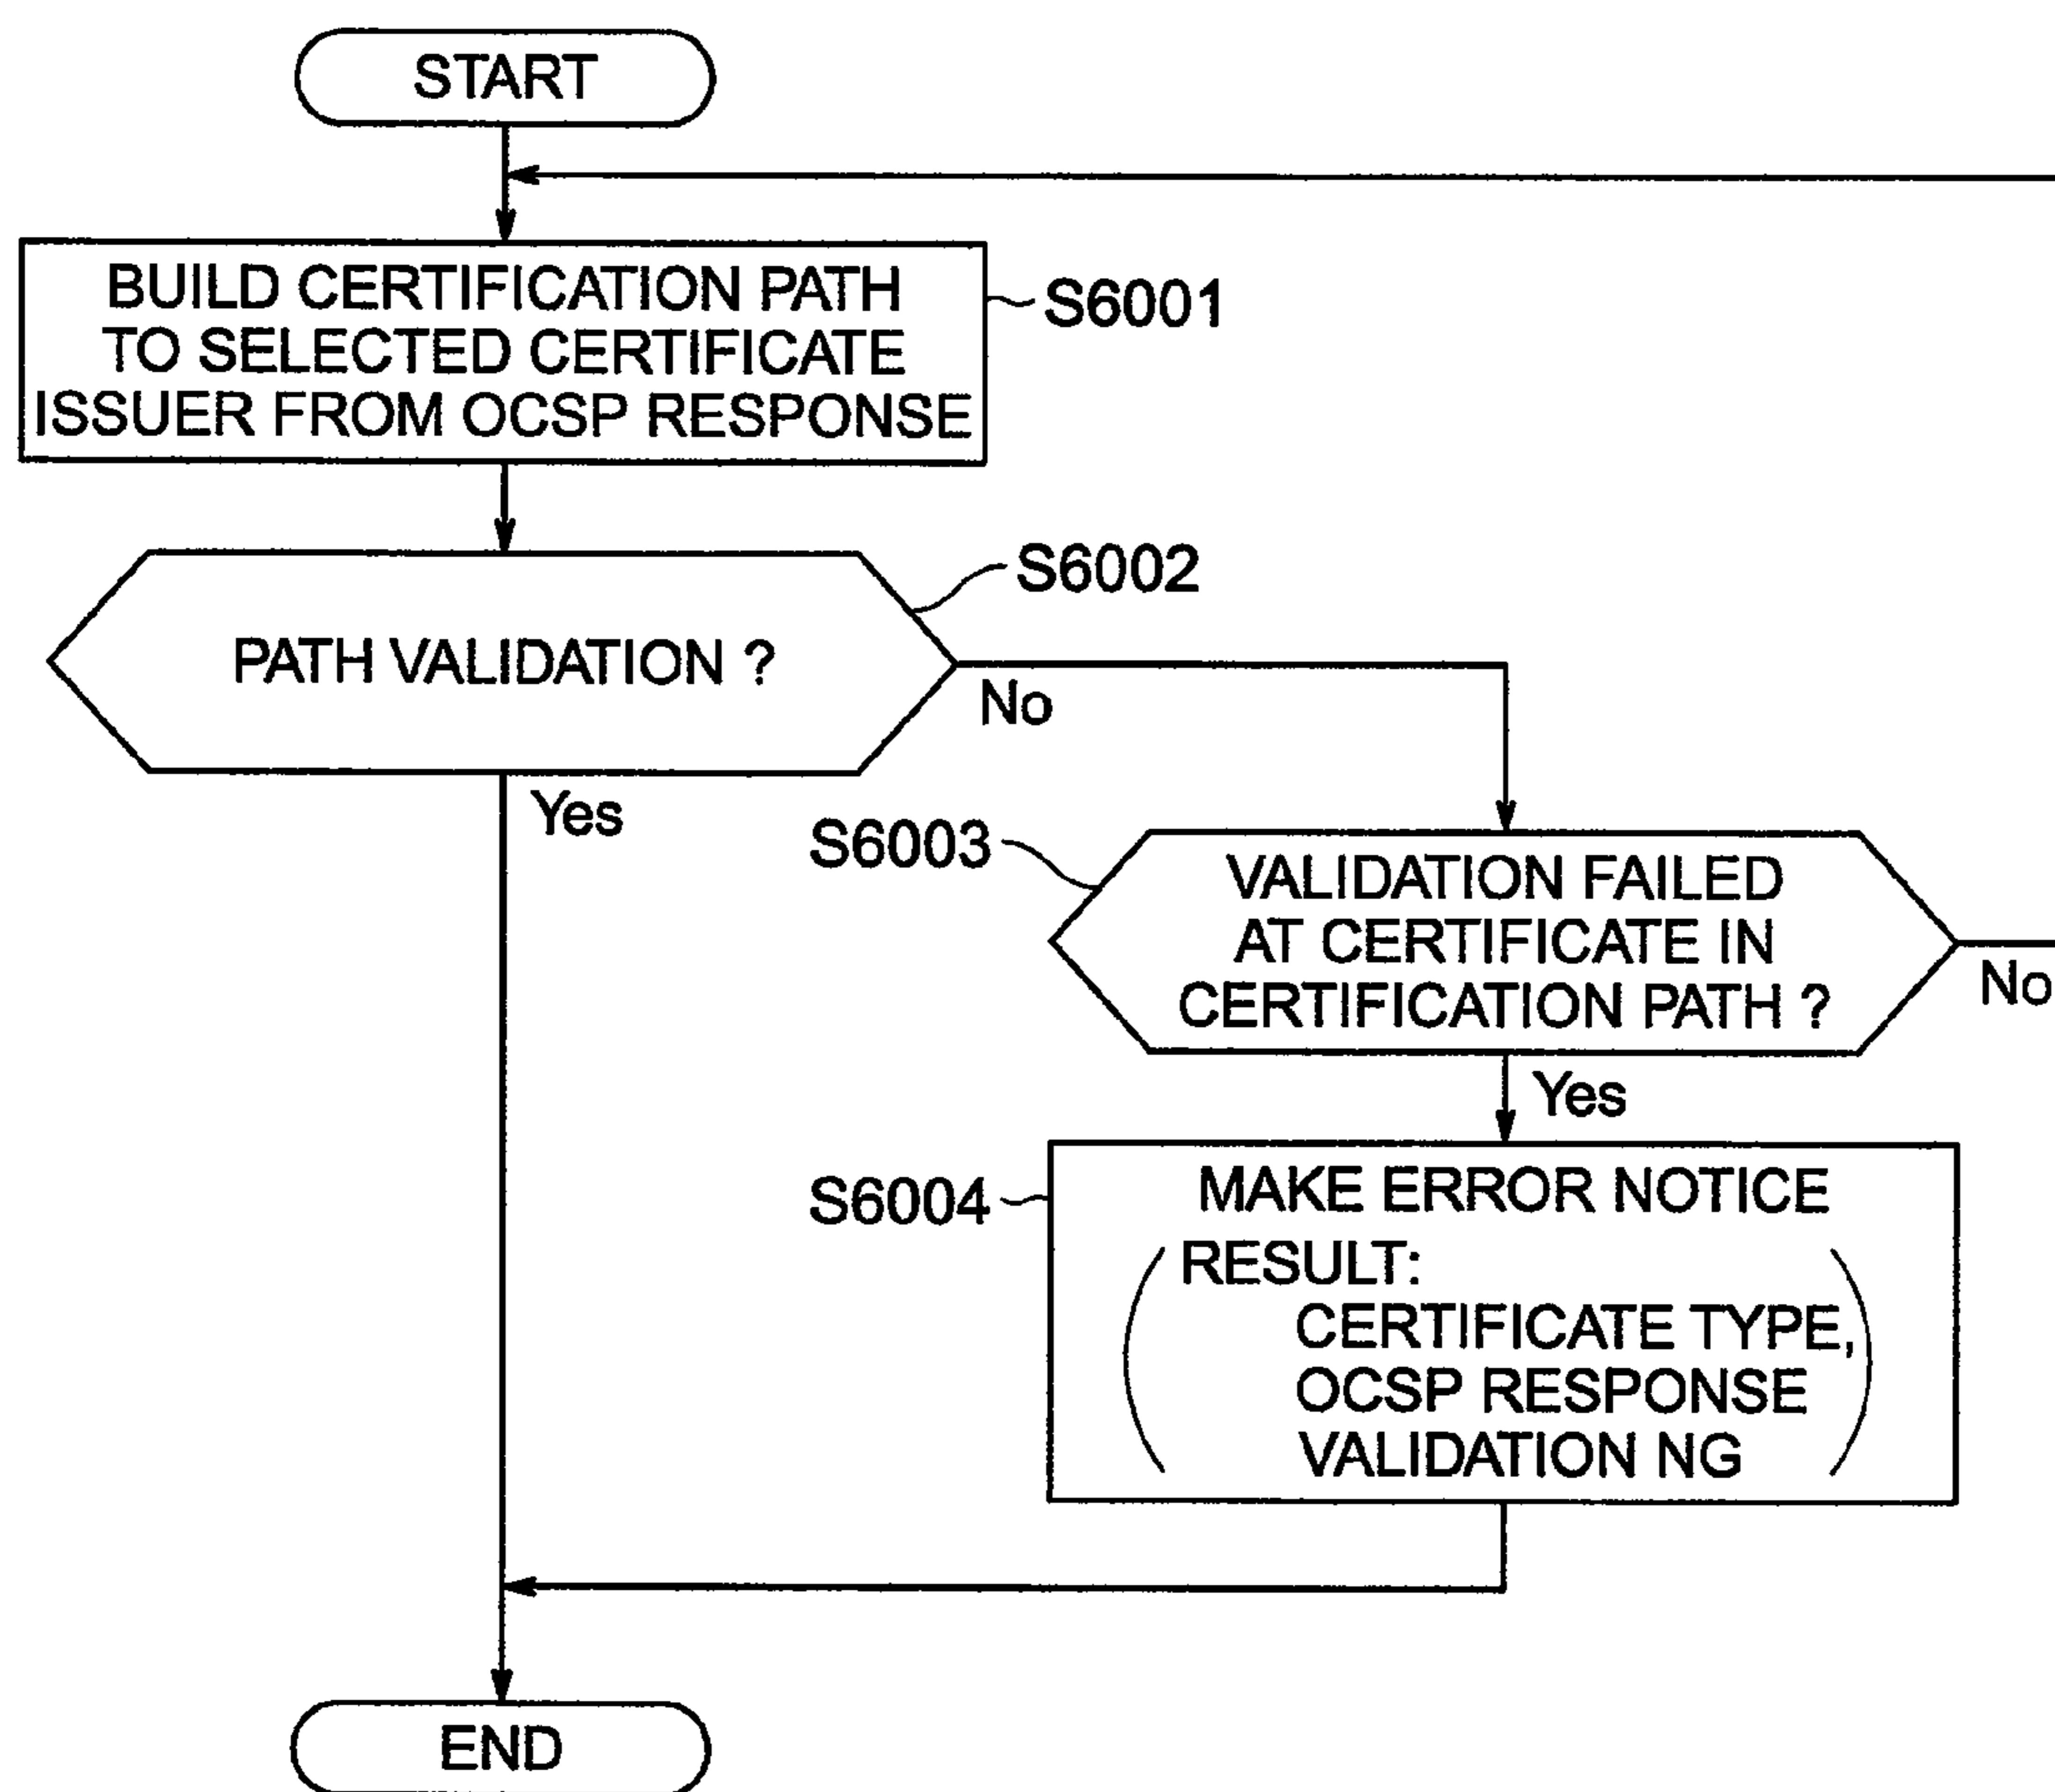 START
BUILD CERTIFICATION PATH
TO SELECTED CERTIFICATE
ISSUER FROM OCSP RESPONSE
S6001
PATH VALIDATION ?
S6002
No
Yes
S6003
VALIDATION FAILED
AT CERTIFICATE IN
CERTIFICATION PATH ?
No
Yes
S6004
MAKE ERROR NOTICE
RESULT:
CERTIFICATE TYPE,
OCSP RESPONSE
VALIDATION NG
END